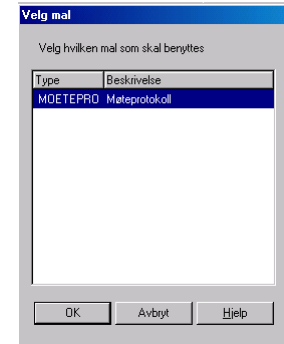 Velg mal
Velg hvilken mal som skal benyttes
Type Beskrivelse
MOETEPRO Møteprotokoll
OK Avbryt Hjelp